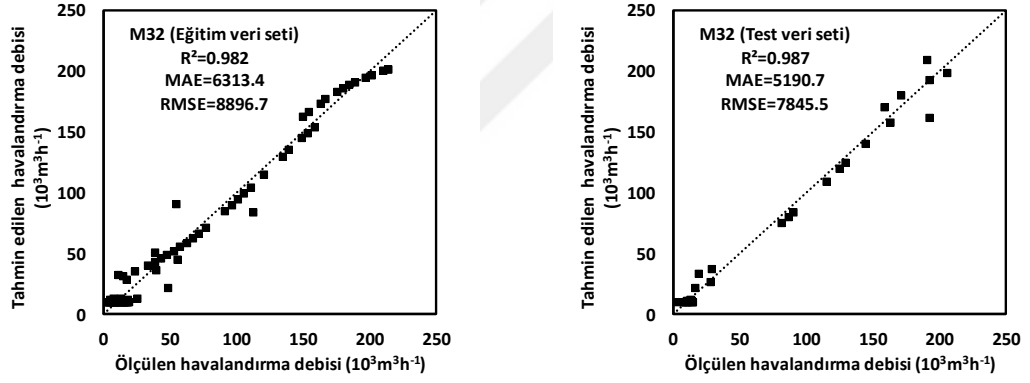 M32 (Eğitim veri seti)
R²=0.982
MAE=6313.4
RMSE=8896.7
Tahmin edilen havalandırma debisi
(10³m³h⁻¹)
250
200
150
100
50
0
0 50 100 150 200 250
Ölçülen havalandırma debisi (10³m³h⁻¹)
M32 (Test veri seti)
R²=0.987
MAE=5190.7
RMSE=7845.5
Tahmin edilen havalandırma debisi
(10³m³h⁻¹)
250
200
150
100
50
0
0 50 100 150 200 250
Ölçülen havalandırma debisi (10³m³h⁻¹)